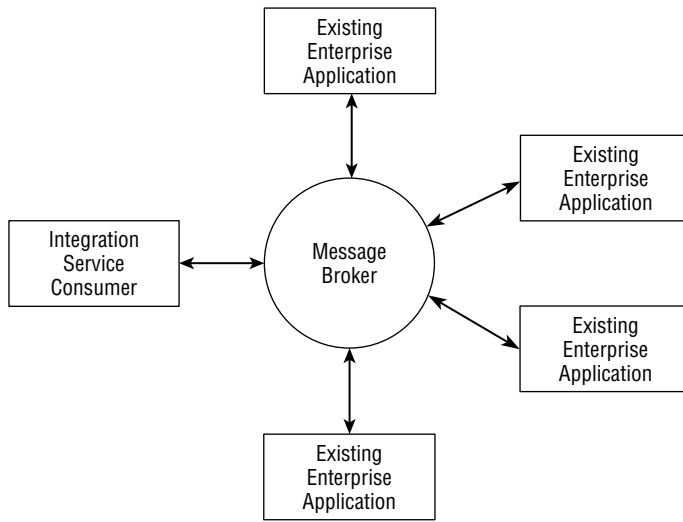 Existing
Enterprise
Application
Existing
Enterprise
Application
Integration
Service
Consumer
Message
Broker
Existing
Enterprise
Application
Existing
Enterprise
Application